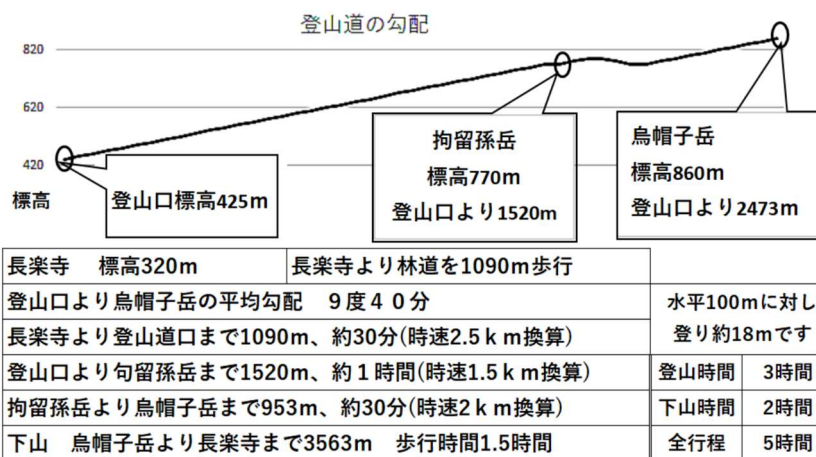 登山道の勾配
820
620
420
標高
登山口標高425m
拘留孫岳
標高770m
登山口より1520m
烏帽子岳
標高860m
登山口より2473m
長楽寺　標高320m
長楽寺より林道を1090m歩行
登山口より烏帽子岳の平均勾配　９度４０分
水平100mに対し
登り約18mです
長楽寺より登山道口まで1090m、約30分(時速2.5ｋｍ換算)
登山口より句留孫岳まで1520m、約１時間(時速1.5ｋｍ換算)
登山時間　3時間
拘留孫岳より烏帽子岳まで953m、約30分(時速2ｋｍ換算)
下山時間　2時間
下山　烏帽子岳より長楽寺まで3563m　歩行時間1.5時間
全行程　5時間